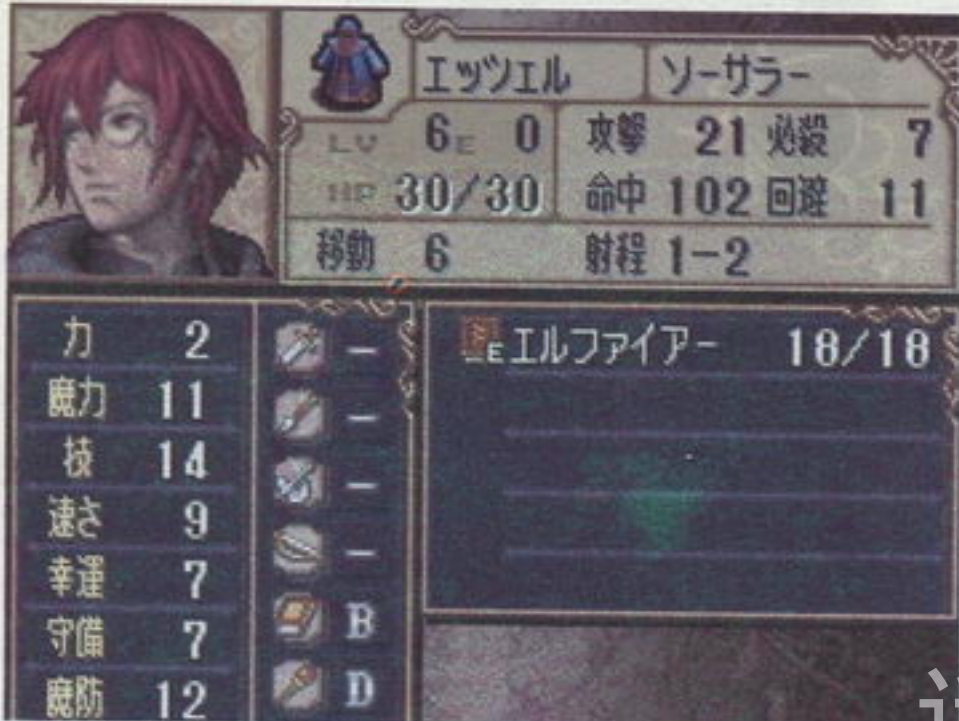 エッツェル ソーサラー
LV 6 E 0 攻撃 21 必殺 7
HP 30/30 命中 102 回避 11
移動 6 射程 1-2
力 2 -
魔力 11 -
技 14 -
速さ 9 -
幸運 7 B
守備 7 D
魔防 12
E エルファイアー 18/18